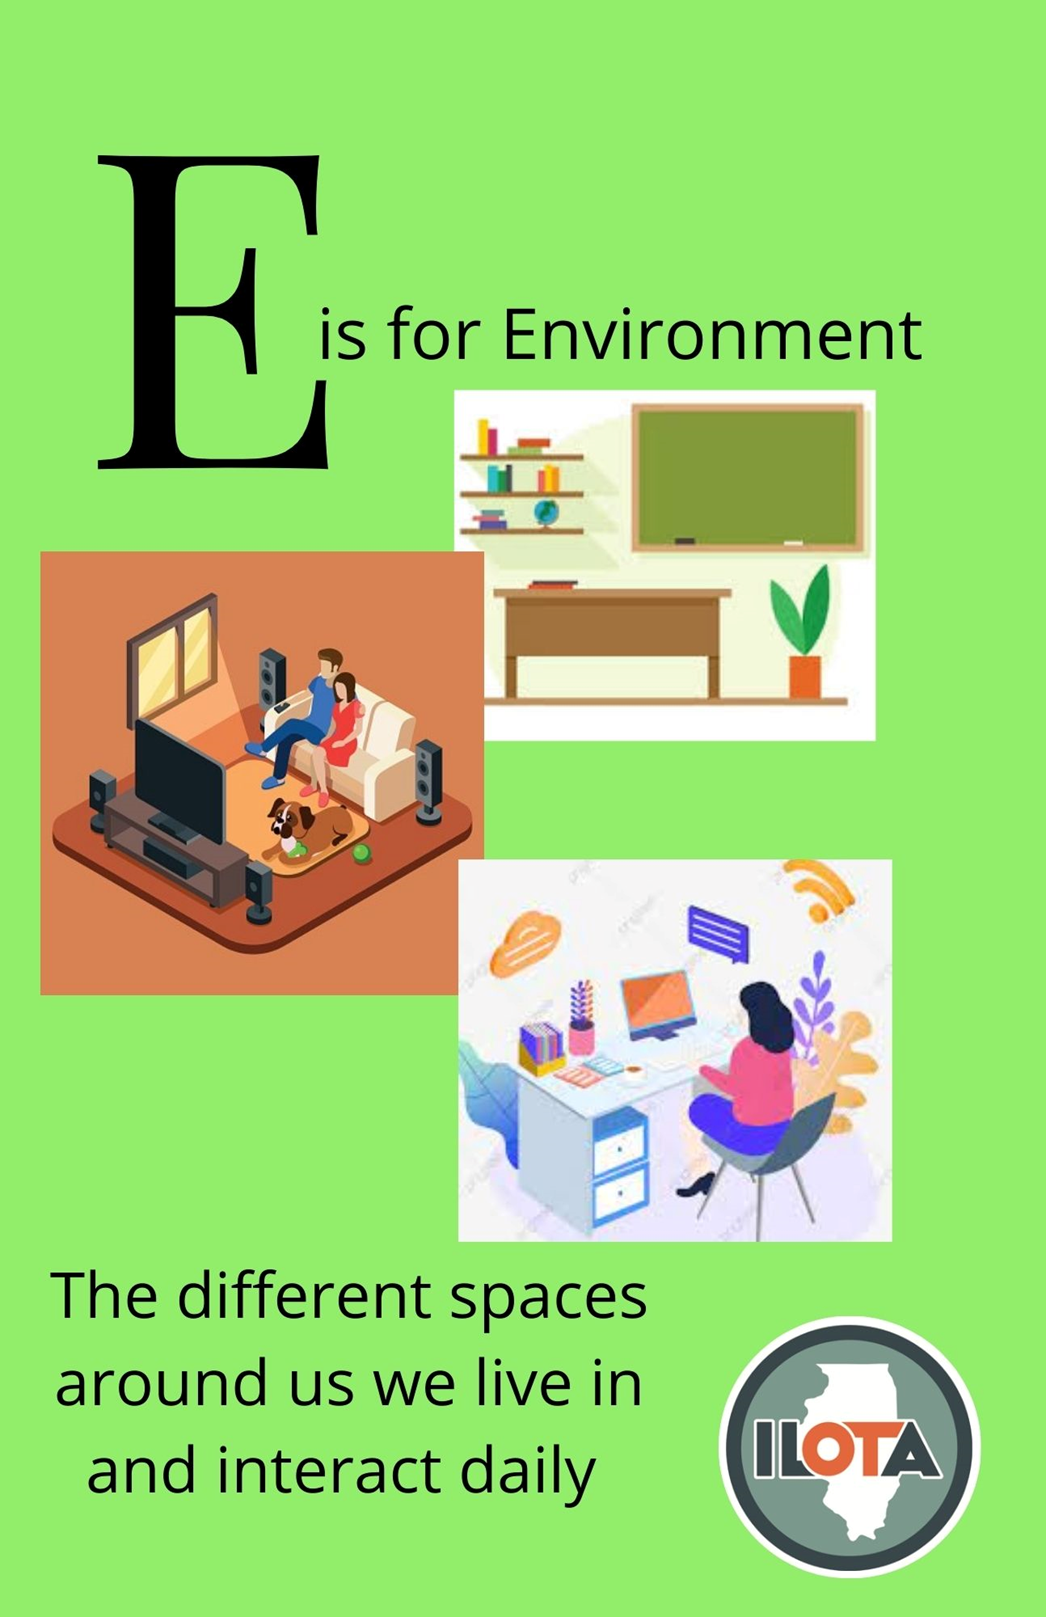 E is for Environment
The different spaces
around us we live in
and interact daily
ILOTA